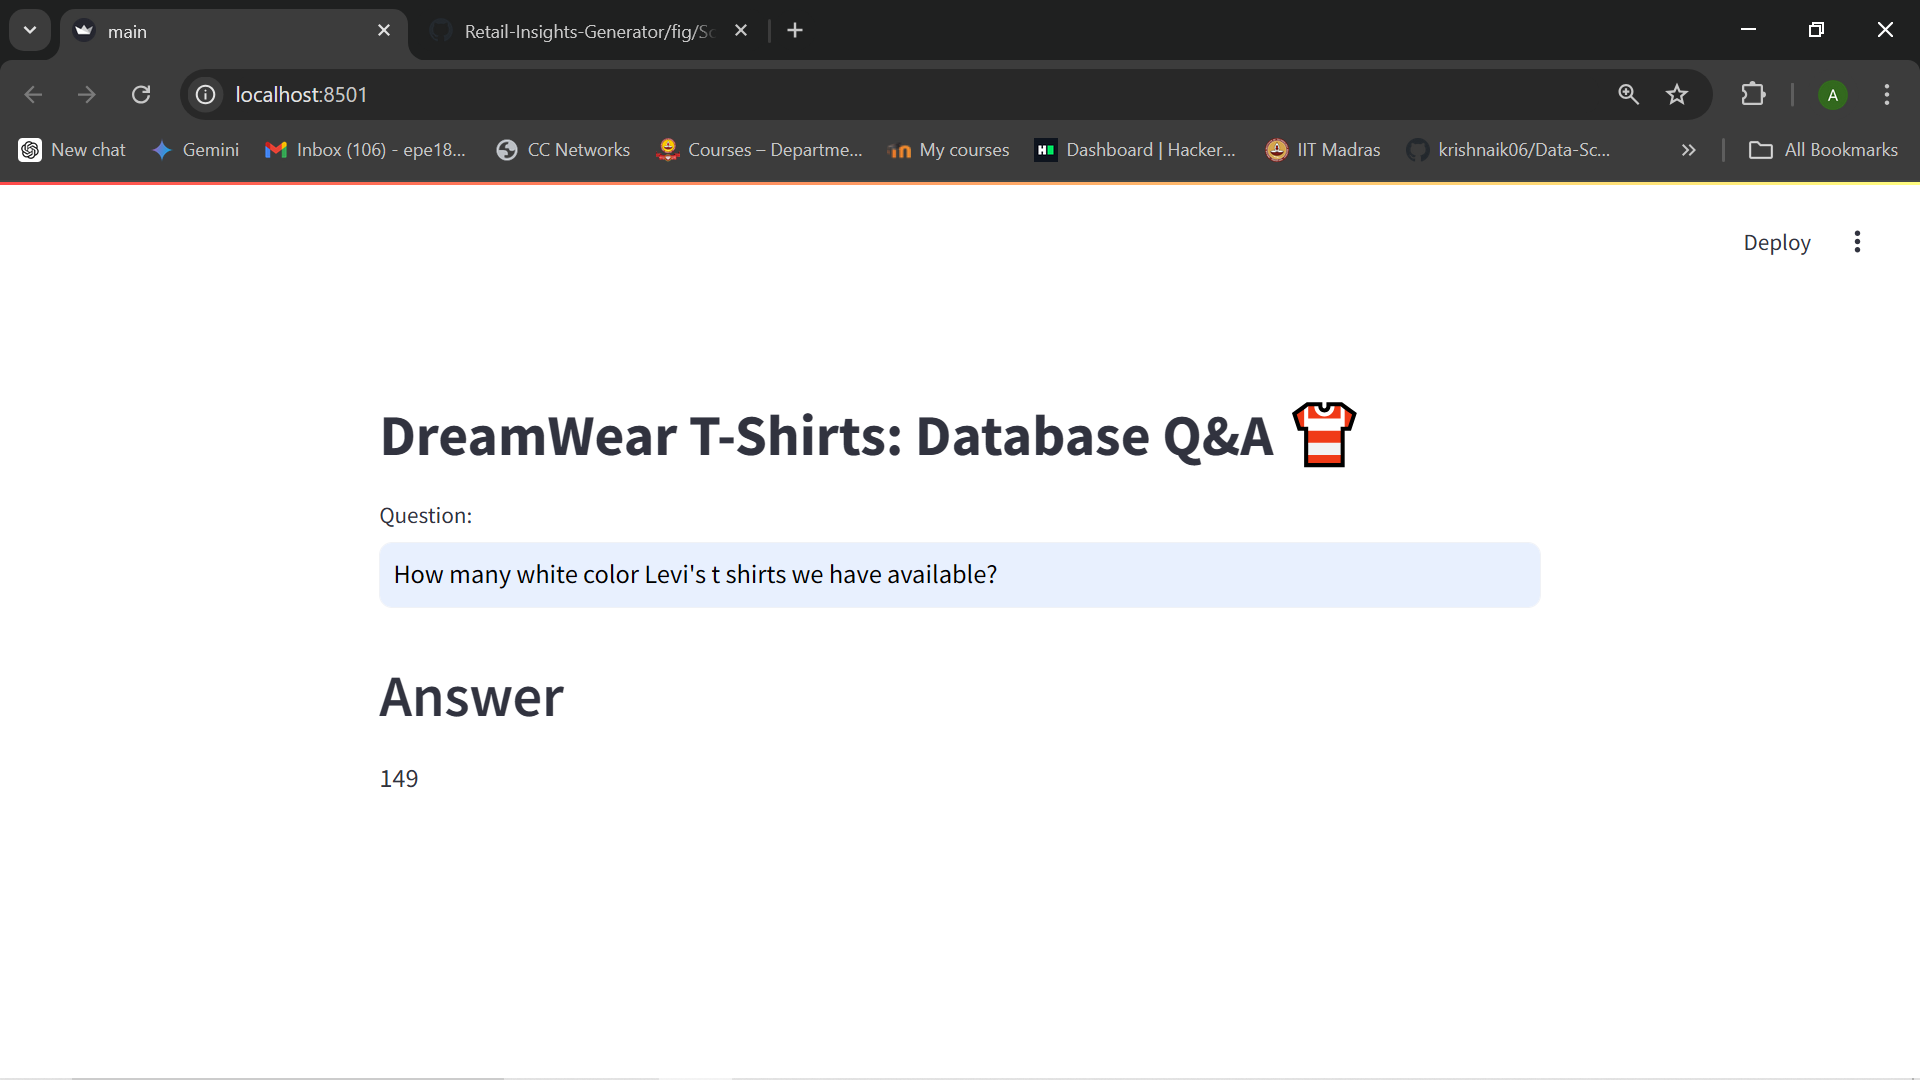 main
Retail-Insights-Generator/fig/Sc
localhost:8501
A
New chat
Gemini
Inbox (106) - epe18...
CC Networks
Courses – Departme...
My courses
Dashboard | Hacker...
IIT Madras
krishnaik06/Data-Sc...
All Bookmarks
Deploy
DreamWear T-Shirts: Database Q&A
Question:
How many white color Levi's t shirts we have available?
Answer
149